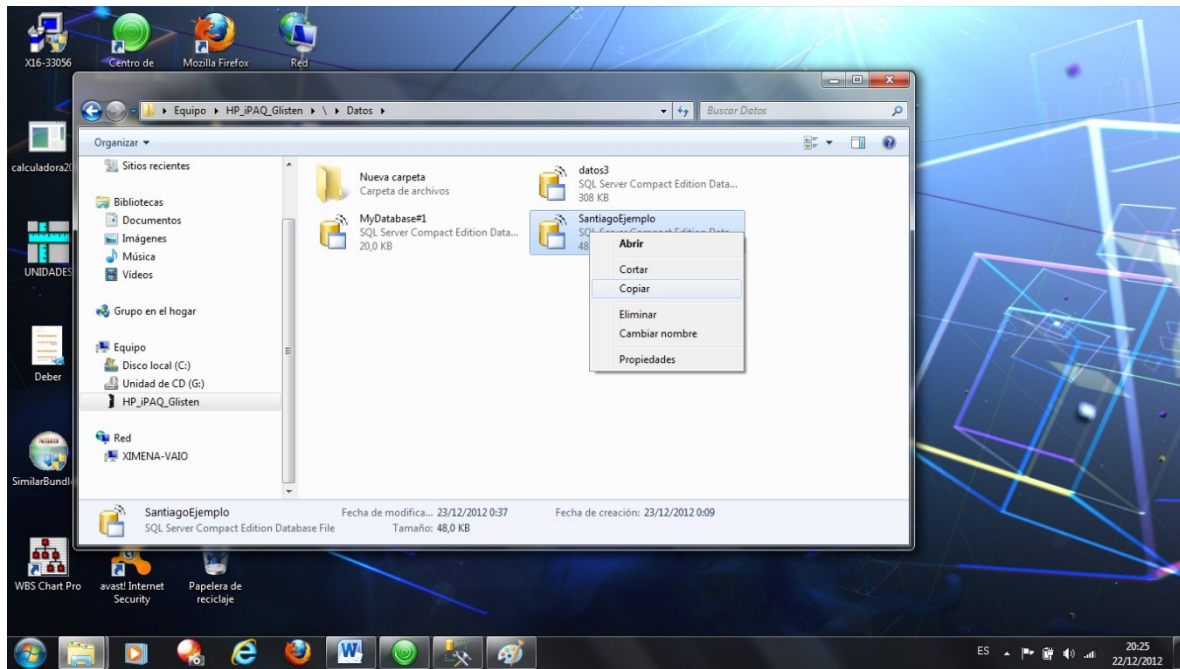 X16-33056
Centro de
Mozilla Firefox
Red
Equipo ▸ HP_iPAQ_Glisten ▸ \ ▸ Datos ▸
Buscar Datos
Organizar
calculadora20
UNIDADES
Deber
SimilarBundle
WBS Chart Pro
avast! Internet
Security
Papelera de
reciclaje
Sitios recientes
Bibliotecas
Documentos
Imágenes
Música
Vídeos
Grupo en el hogar
Equipo
Disco local (C:)
Unidad de CD (G:)
HP_iPAQ_Glisten
Red
XIMENA-VAIO
Nueva carpeta
Carpeta de archivos
datos3
SQL Server Compact Edition Data...
308 KB
MyDatabase#1
SQL Server Compact Edition Data...
20,0 KB
SantiagoEjemplo
48
Abrir
Cortar
Copiar
Eliminar
Cambiar nombre
Propiedades
SantiagoEjemplo
Fecha de modifica... 23/12/2012 0:37
Fecha de creación: 23/12/2012 0:09
SQL Server Compact Edition Database File
Tamaño: 48,0 KB
ES
20:25
22/12/2012